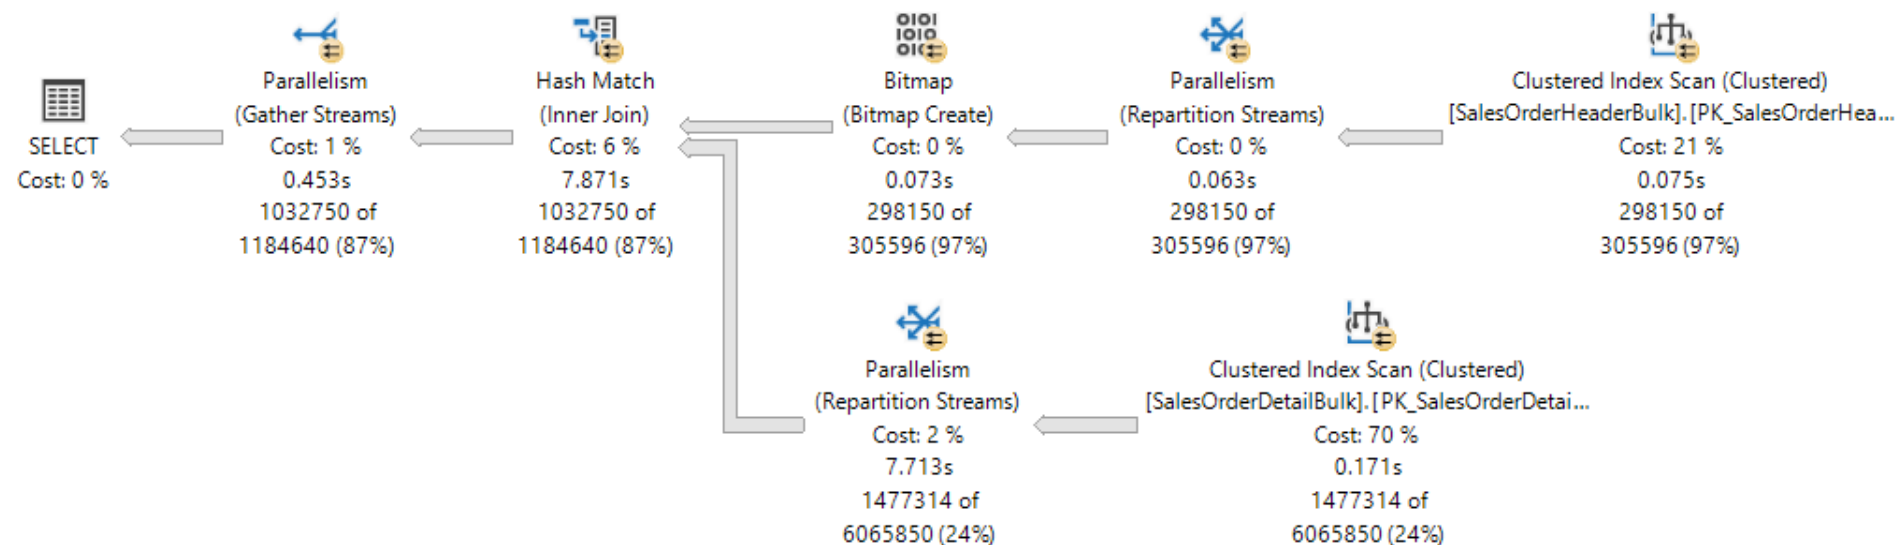 SELECT
Cost: 0 %
Parallelism
(Gather Streams)
Cost: 1 %
0.453s
1032750 of
1184640 (87%)
Hash Match
(Inner Join)
Cost: 6 %
7.871s
1032750 of
1184640 (87%)
Bitmap
(Bitmap Create)
Cost: 0 %
0.073s
298150 of
305596 (97%)
Parallelism
(Repartition Streams)
Cost: 0 %
0.063s
298150 of
305596 (97%)
Clustered Index Scan (Clustered)
[SalesOrderHeaderBulk].[PK_SalesOrderHea...
Cost: 21 %
0.075s
298150 of
305596 (97%)
Parallelism
(Repartition Streams)
Cost: 2 %
7.713s
1477314 of
6065850 (24%)
Clustered Index Scan (Clustered)
[SalesOrderDetailBulk].[PK_SalesOrderDetai...
Cost: 70 %
0.171s
1477314 of
6065850 (24%)